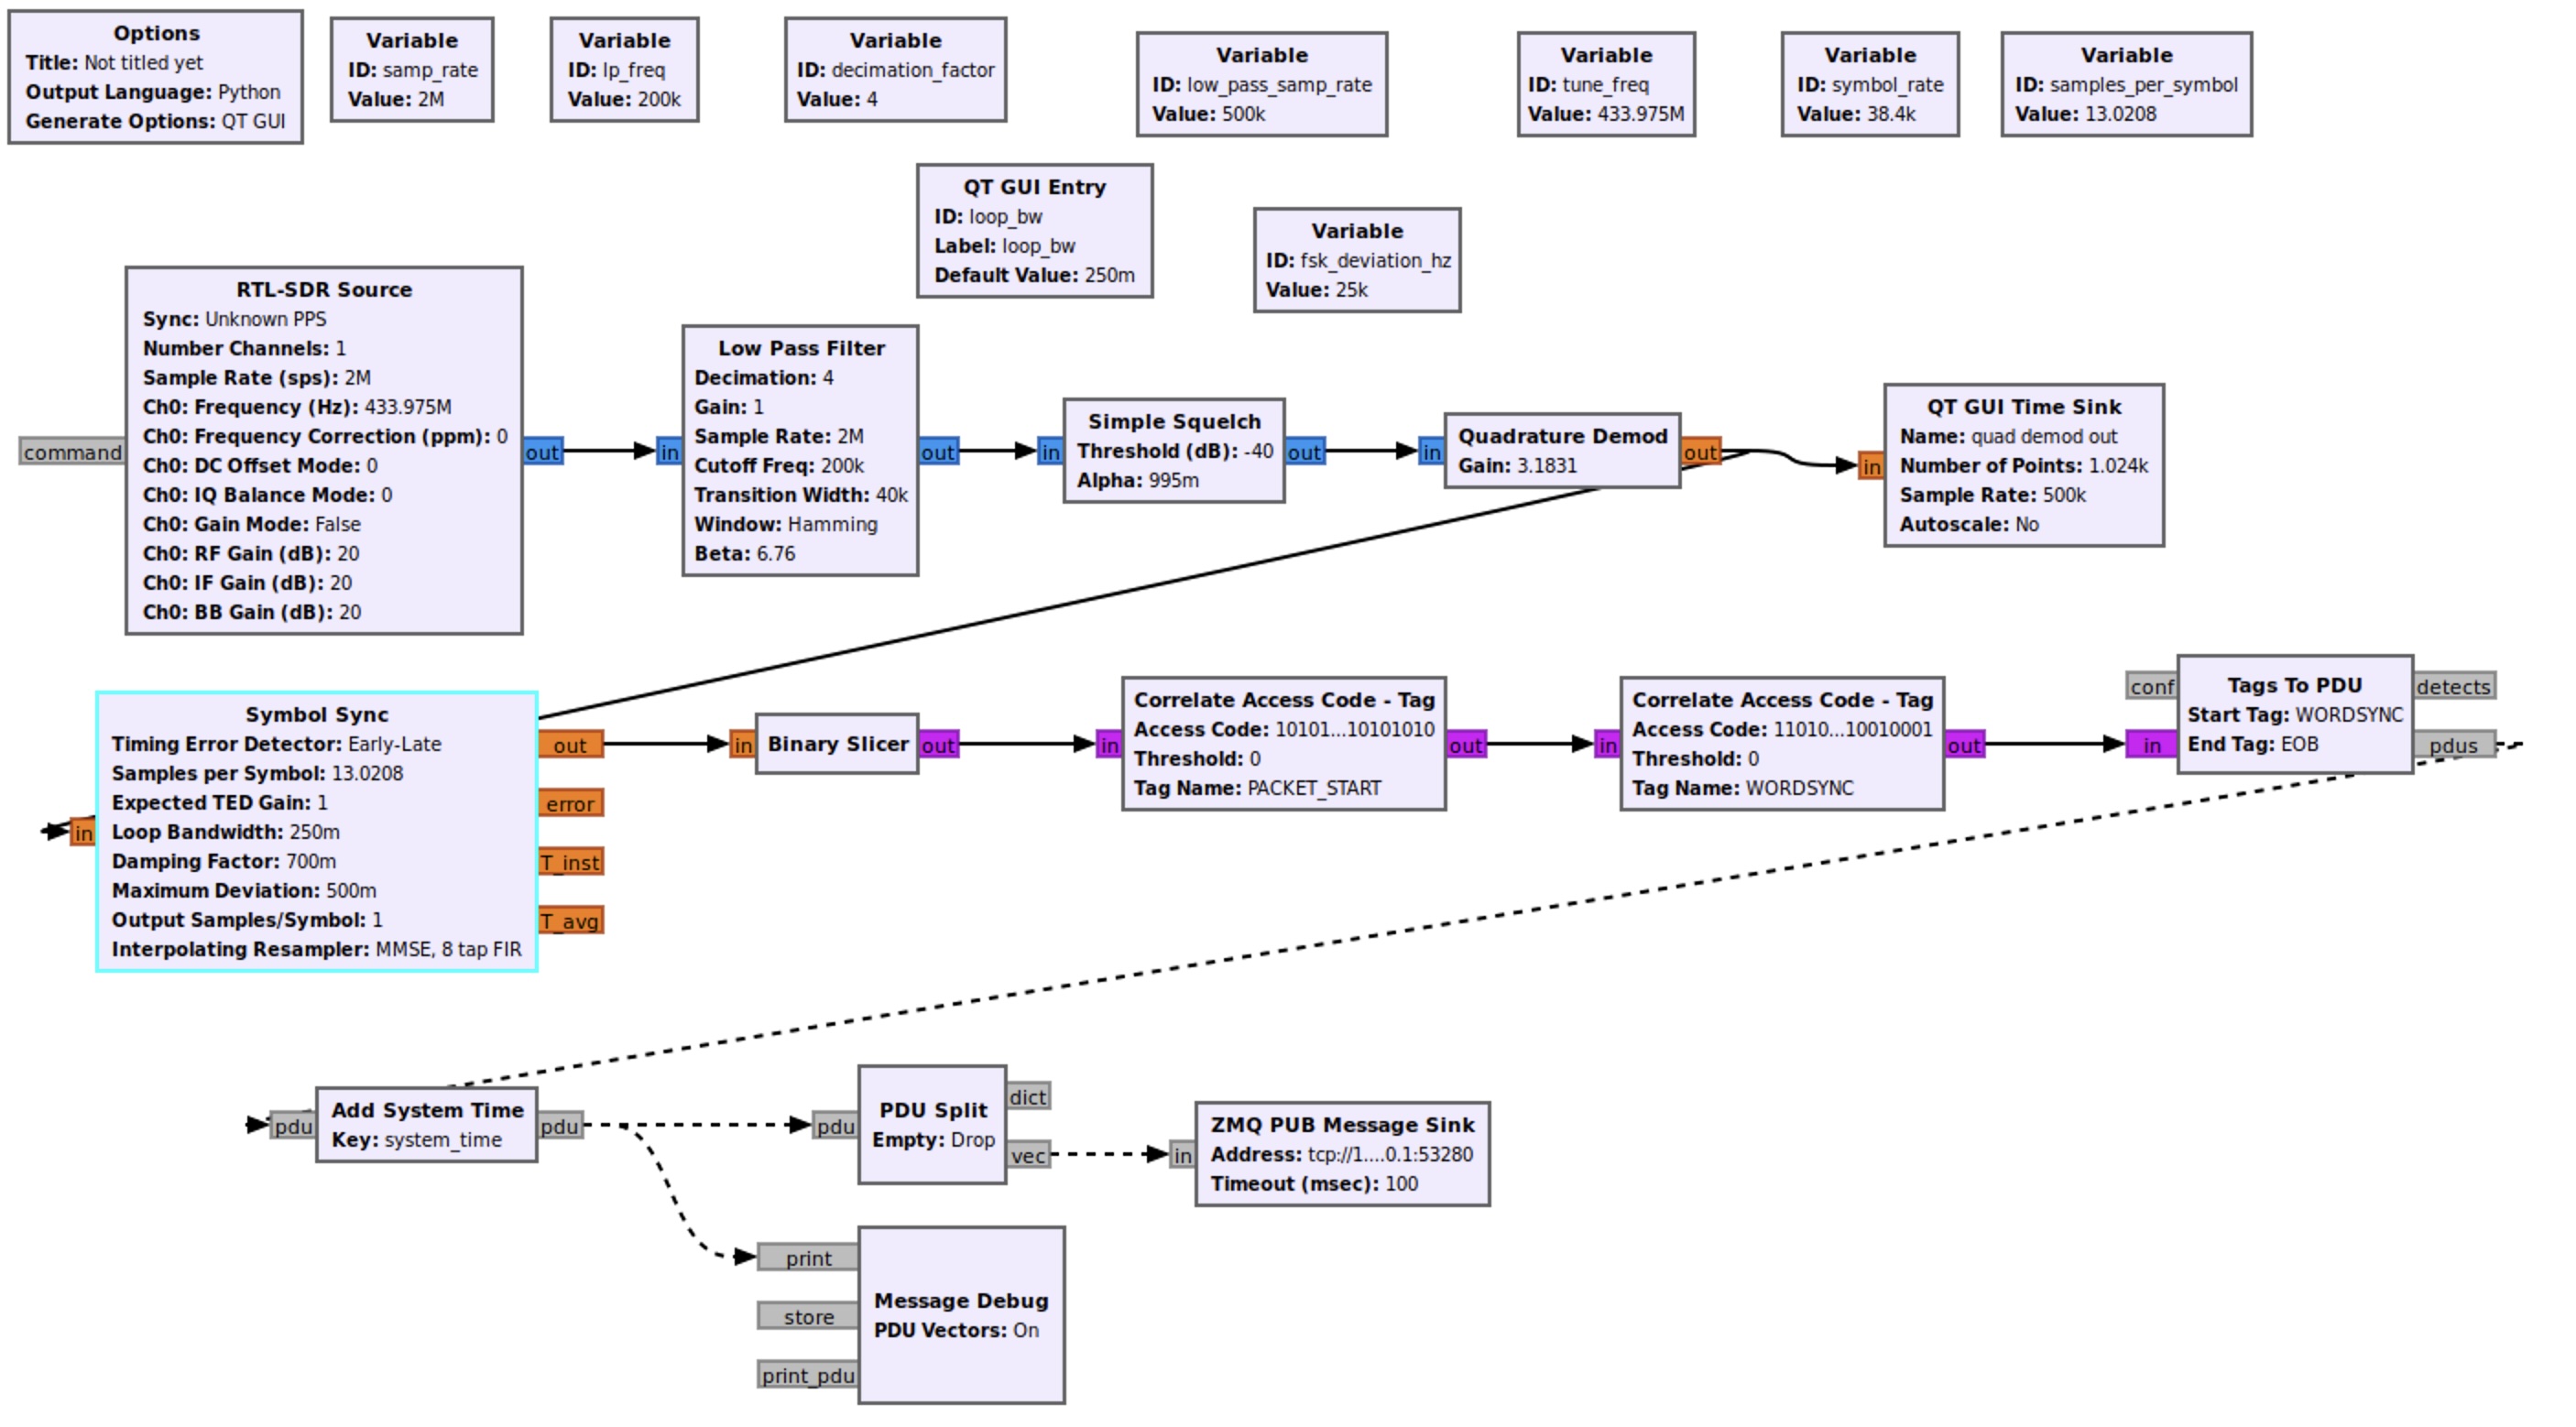 Options
Title: Not titled yet
Output Language: Python
Generate Options: QT GUI
Variable
ID: samp_rate
Value: 2M
Variable
ID: lp_freq
Value: 200k
Variable
ID: decimation_factor
Value: 4
Variable
ID: low_pass_samp_rate
Value: 500k
Variable
ID: tune_freq
Value: 433.975M
Variable
ID: symbol_rate
Value: 38.4k
Variable
ID: samples_per_symbol
Value: 13.0208
QT GUI Entry
ID: loop_bw
Label: loop_bw
Default Value: 250m
Variable
ID: fsk_deviation_hz
Value: 25k
command
RTL-SDR Source
Sync: Unknown PPS
Number Channels: 1
Sample Rate (sps): 2M
Ch0: Frequency (Hz): 433.975M
Ch0: Frequency Correction (ppm): 0
Ch0: DC Offset Mode: 0
Ch0: IQ Balance Mode: 0
Ch0: Gain Mode: False
Ch0: RF Gain (dB): 20
Ch0: IF Gain (dB): 20
Ch0: BB Gain (dB): 20
out
in
Low Pass Filter
Decimation: 4
Gain: 1
Sample Rate: 2M
Cutoff Freq: 200k
Transition Width: 40k
Window: Hamming
Beta: 6.76
out
in
Simple Squelch
Threshold (dB): -40
Alpha: 995m
out
in
Quadrature Demod
Gain: 3.1831
out
in
QT GUI Time Sink
Name: quad demod out
Number of Points: 1.024k
Sample Rate: 500k
Autoscale: No
in
Symbol Sync
Timing Error Detector: Early-Late
Samples per Symbol: 13.0208
Expected TED Gain: 1
Loop Bandwidth: 250m
Damping Factor: 700m
Maximum Deviation: 500m
Output Samples/Symbol: 1
Interpolating Resampler: MMSE, 8 tap FIR
out
error
T_inst
T_avg
in
Binary Slicer
out
in
Correlate Access Code - Tag
Access Code: 10101...10101010
Threshold: 0
Tag Name: PACKET_START
out
in
Correlate Access Code - Tag
Access Code: 11010...10010001
Threshold: 0
Tag Name: WORDSYNC
out
conf
in
Tags To PDU
Start Tag: WORDSYNC
End Tag: EOB
detects
pdus
pdu
Add System Time
Key: system_time
pdu
pdu
PDU Split
Empty: Drop
dict
vec
in
ZMQ PUB Message Sink
Address: tcp://1....0.1:53280
Timeout (msec): 100
print
store
print_pdu
Message Debug
PDU Vectors: On